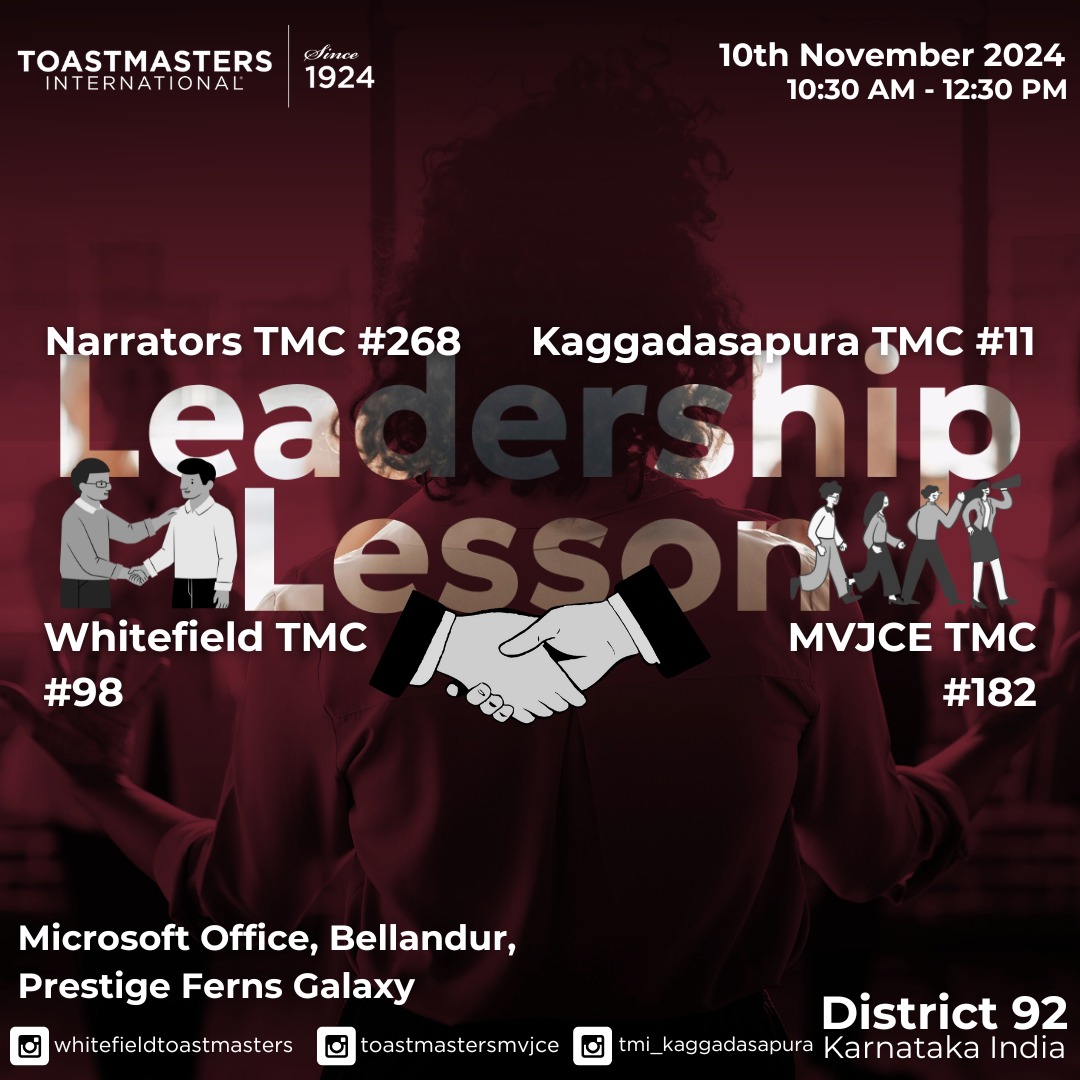 TOASTMASTERS
INTERNATIONAL
Since
1924
10th November 2024
10:30 AM - 12:30 PM
Narrators TMC #268
Kaggadasapura TMC #11
Leadership
Lesson
Whitefield TMC
#98
MVJCE TMC
#182
Microsoft Office, Bellandur,
Prestige Ferns Galaxy
whitefieldtoastmasters
toastmastersmvjce
tmi_kaggadasapura
District 92
Karnataka India